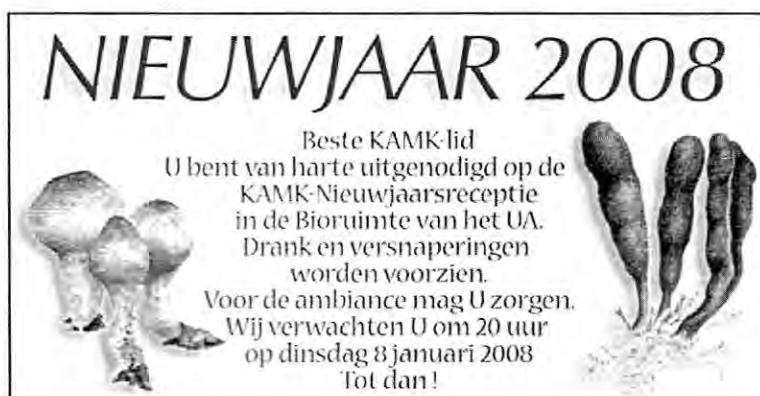 NIEUWJAAR 2008
Beste KAMK-lid
U bent van harte uitgenodigd op de
KAMK-Nieuwjaarsreceptie
in de Bioruimte van het UA.
Drank en versnaperingen
worden voorzien.
Voor de ambiance mag U zorgen.
Wij verwachten U om 20 uur
op dinsdag 8 januari 2008
Tot dan !